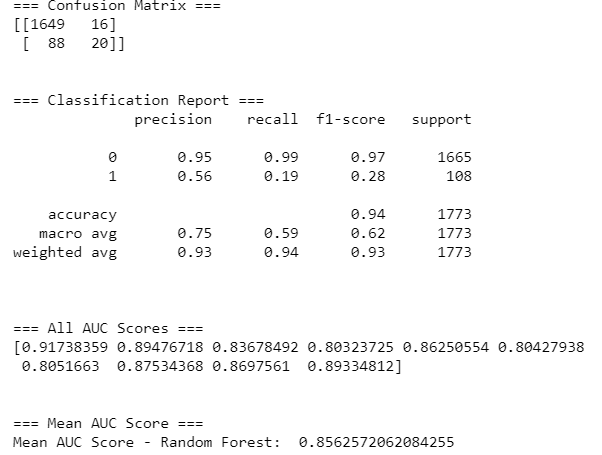 === Confusion Matrix ===
[[1649   16]
 [  88   20]]
=== Classification Report ===
              precision    recall  f1-score   support
           0       0.95      0.99      0.97      1665
           1       0.56      0.19      0.28       108
    accuracy                           0.94      1773
   macro avg       0.75      0.59      0.62      1773
weighted avg       0.93      0.94      0.93      1773
=== All AUC Scores ===
[0.91738359 0.89476718 0.83678492 0.80323725 0.86250554 0.80427938
 0.8051663  0.87534368 0.8697561  0.89334812]
=== Mean AUC Score ===
Mean AUC Score - Random Forest:  0.8562572062084255